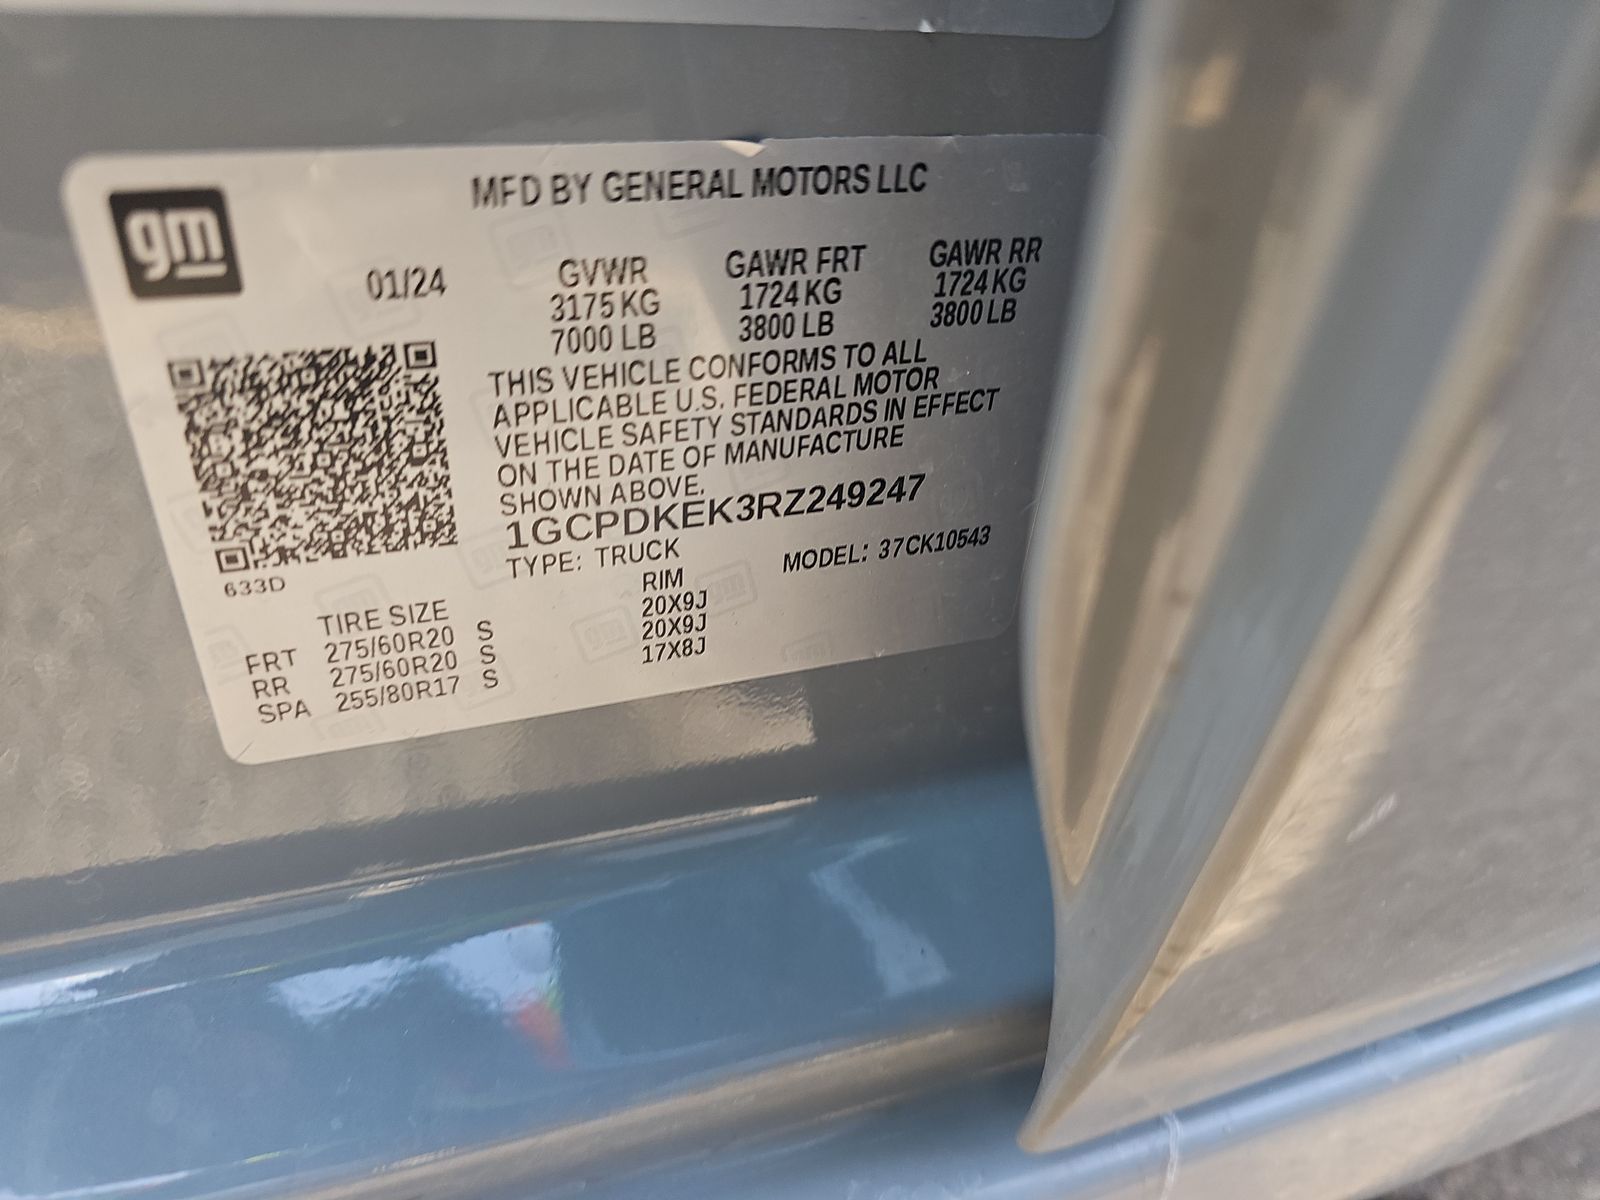 gm
MFD BY GENERAL MOTORS LLC
01/24 GVWR GAWR FRT GAWR RR
3175 KG 1724 KG 1724 KG
7000 LB 3800 LB 3800 LB
THIS VEHICLE CONFORMS TO ALL
APPLICABLE U.S. FEDERAL MOTOR
VEHICLE SAFETY STANDARDS IN EFFECT
ON THE DATE OF MANUFACTURE
SHOWN ABOVE.
1GCPDKEK3RZ249247
TYPE: TRUCK MODEL: 37CK10543
633D
TIRE SIZE RIM
FRT 275/60R20 S 20X9J
RR 275/60R20 S 20X9J
SPA 255/80R17 S 17X8J